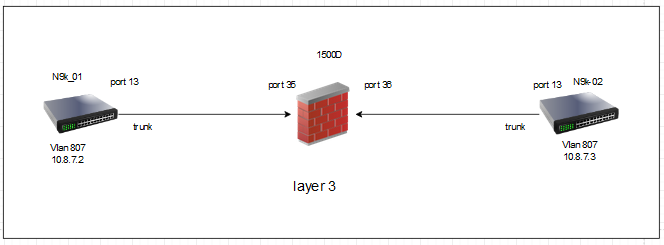 1500D
N9k_01
port 13
port 35
port 36
port 13
N9k-02
trunk
trunk
Vlan 807
10.8.7.2
Vlan 807
10.8.7.3
layer 3